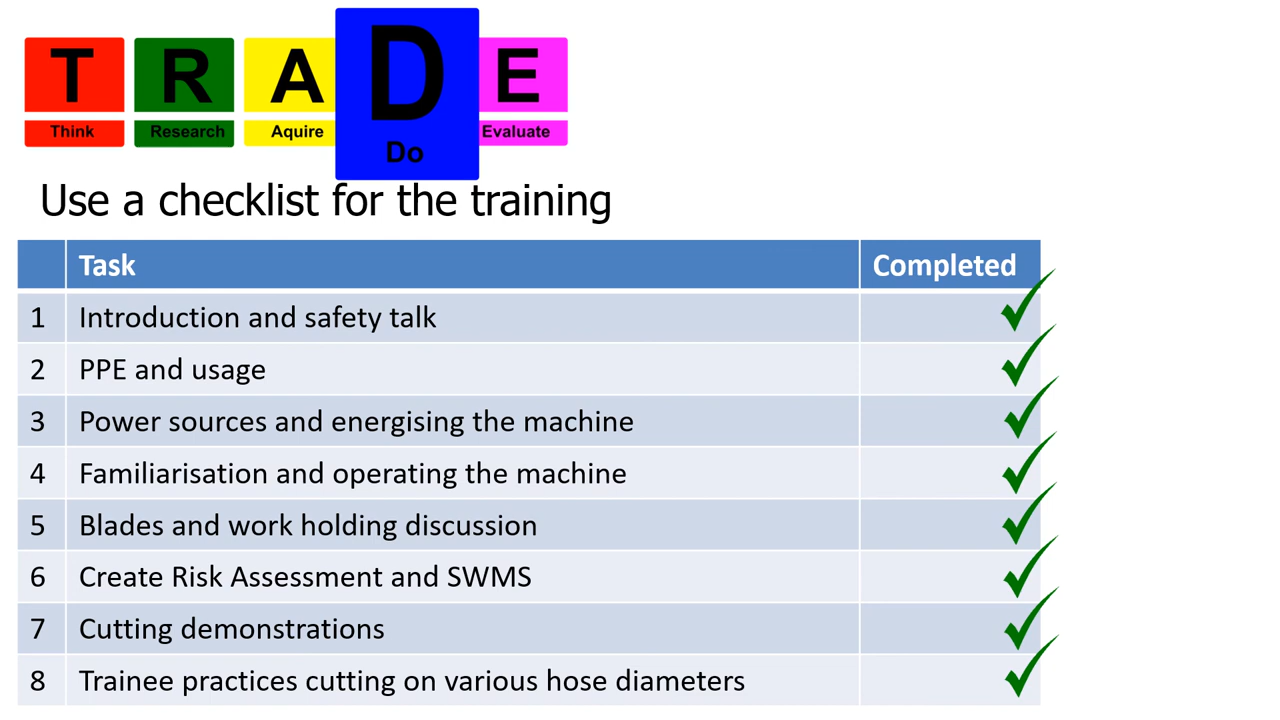 T R A D E
Think Research Aquire Do Evaluate
Use a checklist for the training
Task Completed
1 Introduction and safety talk
2 PPE and usage
3 Power sources and energising the machine
4 Familiarisation and operating the machine
5 Blades and work holding discussion
6 Create Risk Assessment and SWMS
7 Cutting demonstrations
8 Trainee practices cutting on various hose diameters